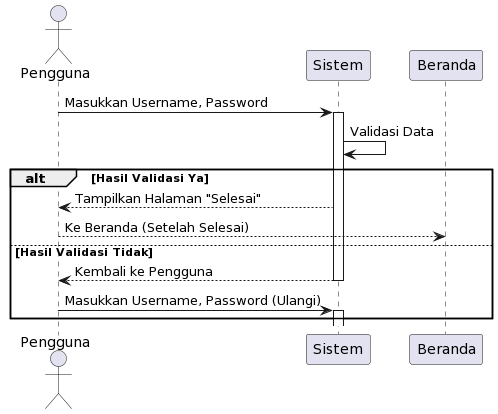 Pengguna
Sistem
Beranda
Masukkan Username, Password
Validasi Data
alt
[Hasil Validasi Ya]
Tampilkan Halaman "Selesai"
Ke Beranda (Setelah Selesai)
[Hasil Validasi Tidak]
Kembali ke Pengguna
Masukkan Username, Password (Ulangi)
Pengguna
Sistem
Beranda